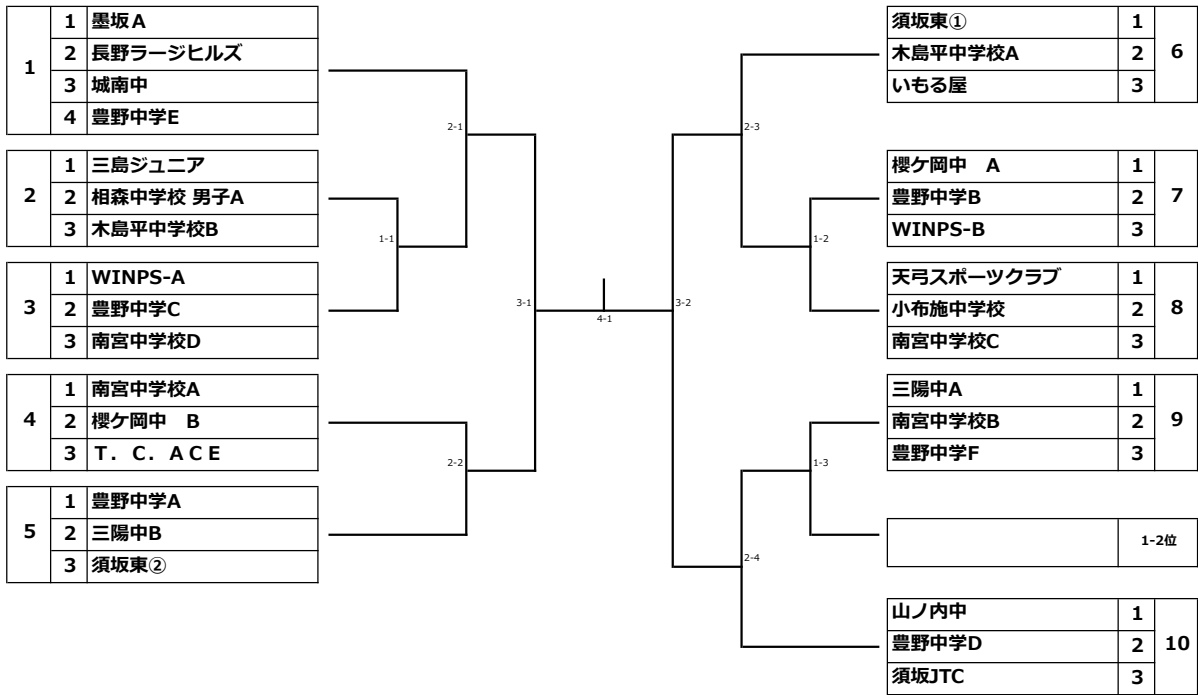 1
1 墨坂A
2 長野ラージヒルズ
3 城南中
4 豊野中学E
2
1 三島ジュニア
2 相森中学校 男子A
3 木島平中学校B
3
1 WINPS-A
2 豊野中学C
3 南宮中学校D
4
1 南宮中学校A
2 櫻ケ岡中　B
3 Ｔ．Ｃ．ＡＣＥ
5
1 豊野中学A
2 三陽中B
3 須坂東②
2-1
1-1
2-2
3-1
4-1
3-2
2-3
1-2
1-3
2-4
須坂東① 1
木島平中学校A 2
いもる屋 3
6
櫻ケ岡中　A 1
豊野中学B 2
WINPS-B 3
7
天弓スポーツクラブ 1
小布施中学校 2
南宮中学校C 3
8
三陽中A 1
南宮中学校B 2
豊野中学F 3
9
1-2位
山ノ内中 1
豊野中学D 2
須坂JTC 3
10